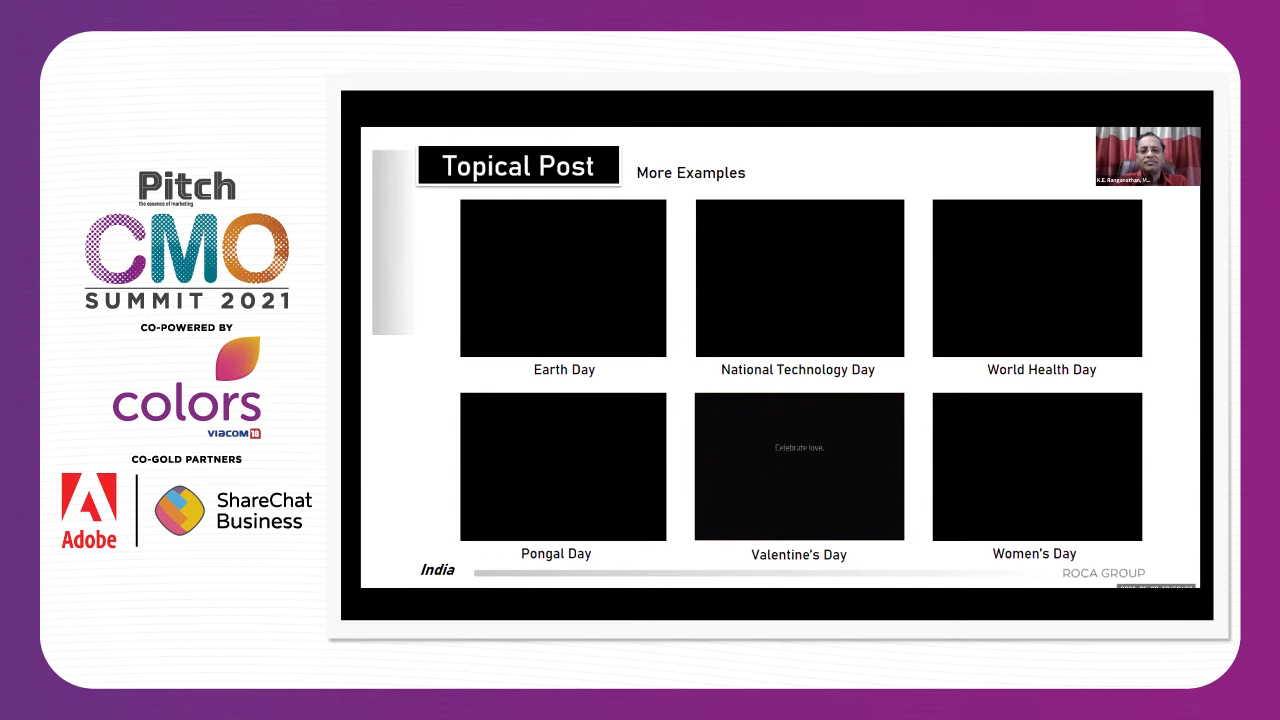 Pitch
the essence of marketing
CMO
SUMMIT 2021
CO-POWERED BY
colors
VIACOM18
CO-GOLD PARTNERS
Adobe
ShareChat
Business
Topical Post
More Examples
K.E. Ranganathan, M...
Earth Day
National Technology Day
World Health Day
Celebrate love.
Pongal Day
Valentine's Day
Women's Day
India
ROCA GROUP